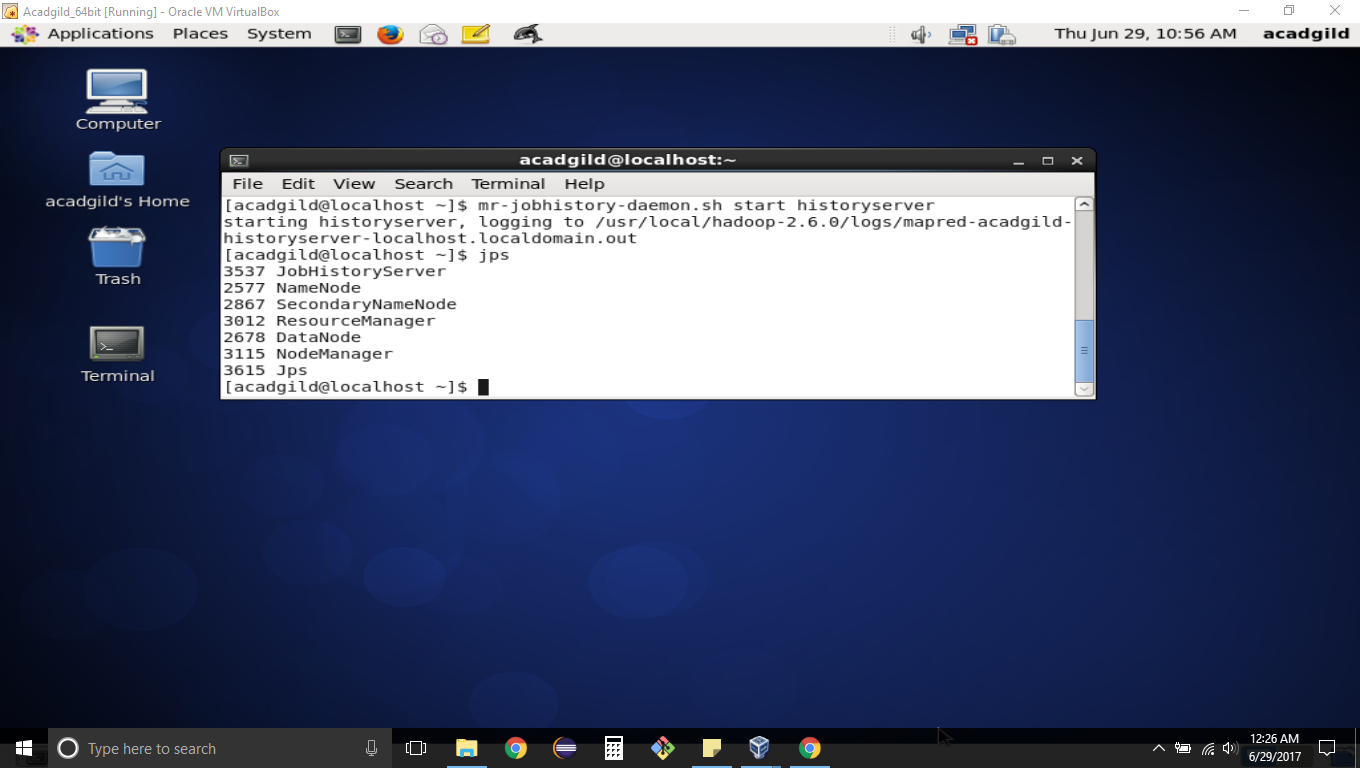 Acadgild_64bit [Running] - Oracle VM VirtualBox
Applications Places System Thu Jun 29, 10:56 AM acadgild
Computer
acadgild's Home
Trash
Terminal
acadgild@localhost:~
File Edit View Search Terminal Help
[acadgild@localhost ~]$ mr-jobhistory-daemon.sh start historyserver
starting historyserver, logging to /usr/local/hadoop-2.6.0/logs/mapred-acadgild-
historyserver-localhost.localdomain.out
[acadgild@localhost ~]$ jps
3537 JobHistoryServer
2577 NameNode
2867 SecondaryNameNode
3012 ResourceManager
2678 DataNode
3115 NodeManager
3615 Jps
[acadgild@localhost ~]$
Type here to search
12:26 AM
6/29/2017